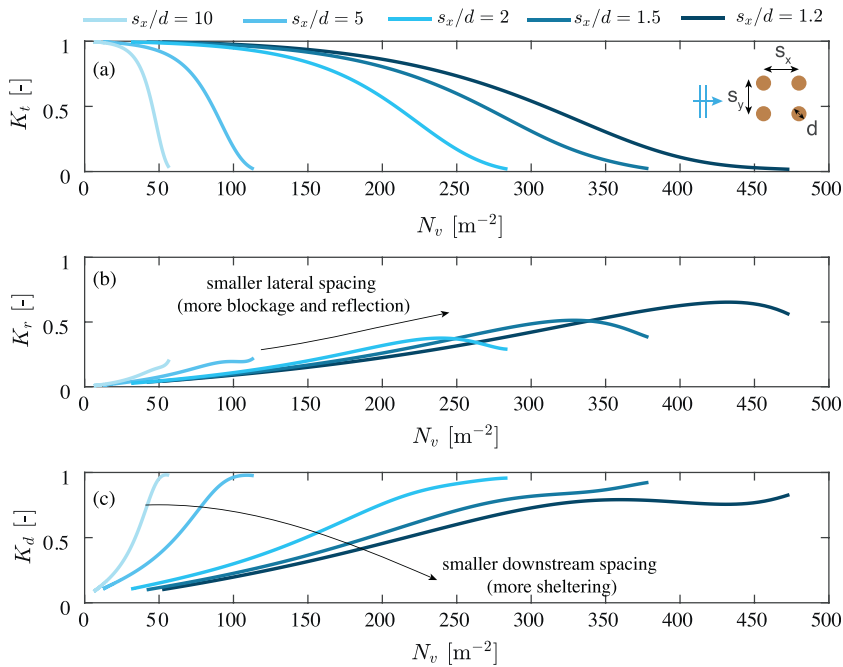 s_x/d = 10 s_x/d = 5 s_x/d = 2 s_x/d = 1.5 s_x/d = 1.2
1
(a)
s_x
K_t [-]
0.5
s_y
d
0
0 50 100 150 200 250 300 350 400 450 500
N_v [m^{-2}]
1
(b)
smaller lateral spacing
(more blockage and reflection)
K_r [-]
0.5
0
0 50 100 150 200 250 300 350 400 450 500
N_v [m^{-2}]
1
(c)
K_d [-]
0.5
smaller downstream spacing
(more sheltering)
0
0 50 100 150 200 250 300 350 400 450 500
N_v [m^{-2}]